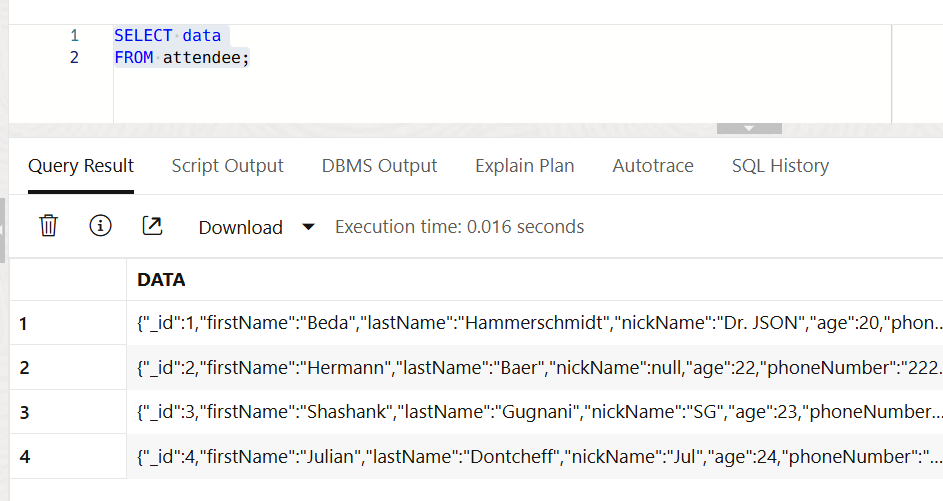 1 SELECT data
2 FROM attendee;
Query Result Script Output DBMS Output Explain Plan Autotrace SQL History
Download Execution time: 0.016 seconds
DATA
1 {"_id":1,"firstName":"Beda","lastName":"Hammerschmidt","nickName":"Dr. JSON","age":20,"phon...
2 {"_id":2,"firstName":"Hermann","lastName":"Baer","nickName":null,"age":22,"phoneNumber":"222...
3 {"_id":3,"firstName":"Shashank","lastName":"Gugnani","nickName":"SG","age":23,"phoneNumber...
4 {"_id":4,"firstName":"Julian","lastName":"Dontcheff","nickName":"Jul","age":24,"phoneNumber":"...